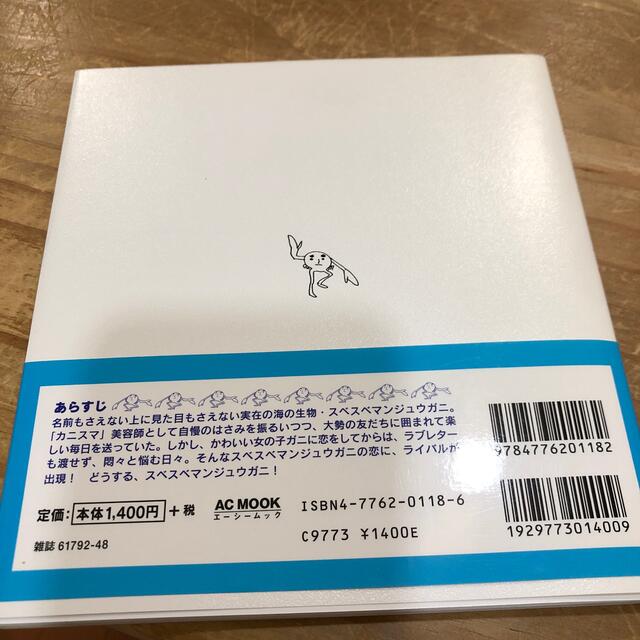 あらすじ
名前もさえない上に見た目もさえない実在の海の生物・スベスベマンジュウガニ。
「カニスマ」美容師として自慢のはさみを振るいつつ、大勢の友だちに囲まれて楽
しい毎日を送っていた。しかし、かわいい女の子ガニに恋をしてからは、ラブレター
も渡せず、悶々と悩む日々。そんなスベスベマンジュウガニの恋に、ライバルが
出現！ どうする、スベスベマンジュウガニ！
定価：本体1,400円＋税
AC MOOK
エーシームック
雑誌 61792-48
ISBN4-7762-0118-6
C9773 ¥1400E
9784776201182
1929773014009